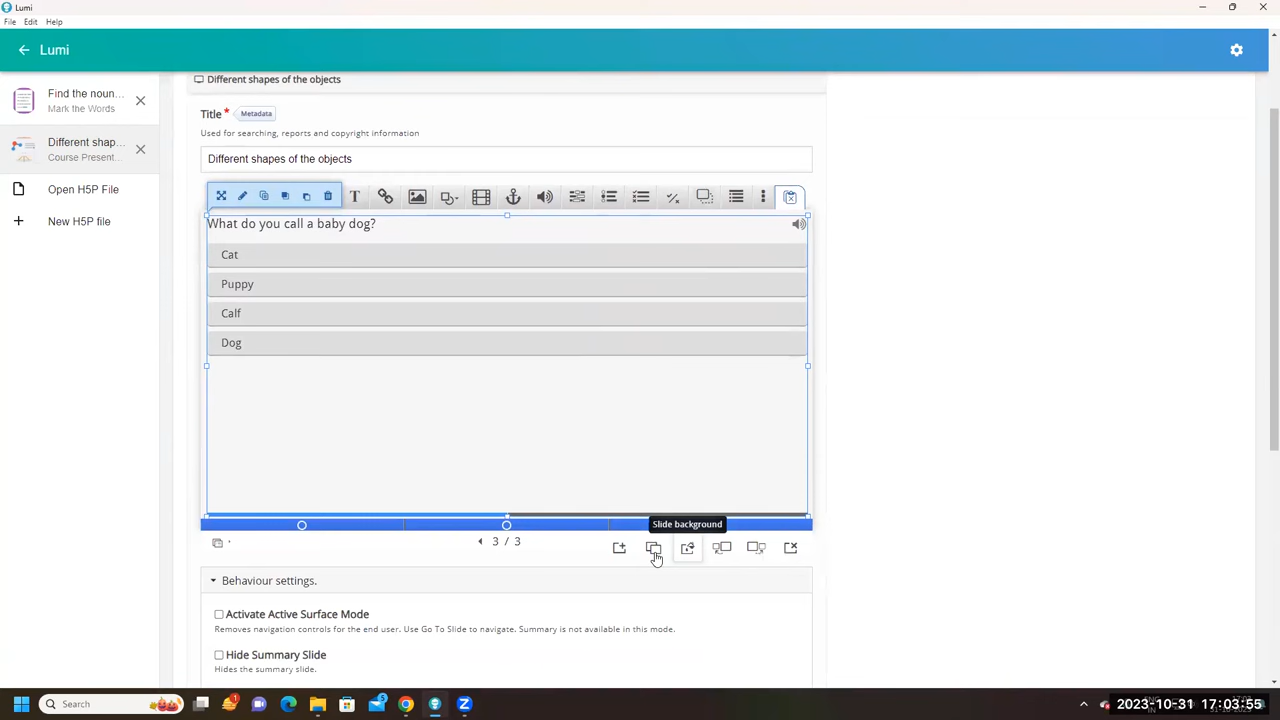 Lumi
File Edit Help
Lumi
Find the noun...
Mark the Words
Different shap...
Course Present...
Open H5P File
New H5P file
Different shapes of the objects
Title* Metadata
Used for searching, reports and copyright information
Different shapes of the objects
What do you call a baby dog?
Cat
Puppy
Calf
Dog
Slide background
3 / 3
Behaviour settings.
Activate Active Surface Mode
Removes navigation controls for the end user. Use Go To Slide to navigate. Summary is not available in this mode.
Hide Summary Slide
Hides the summary slide.
Search
2023-10-31 17:03:55